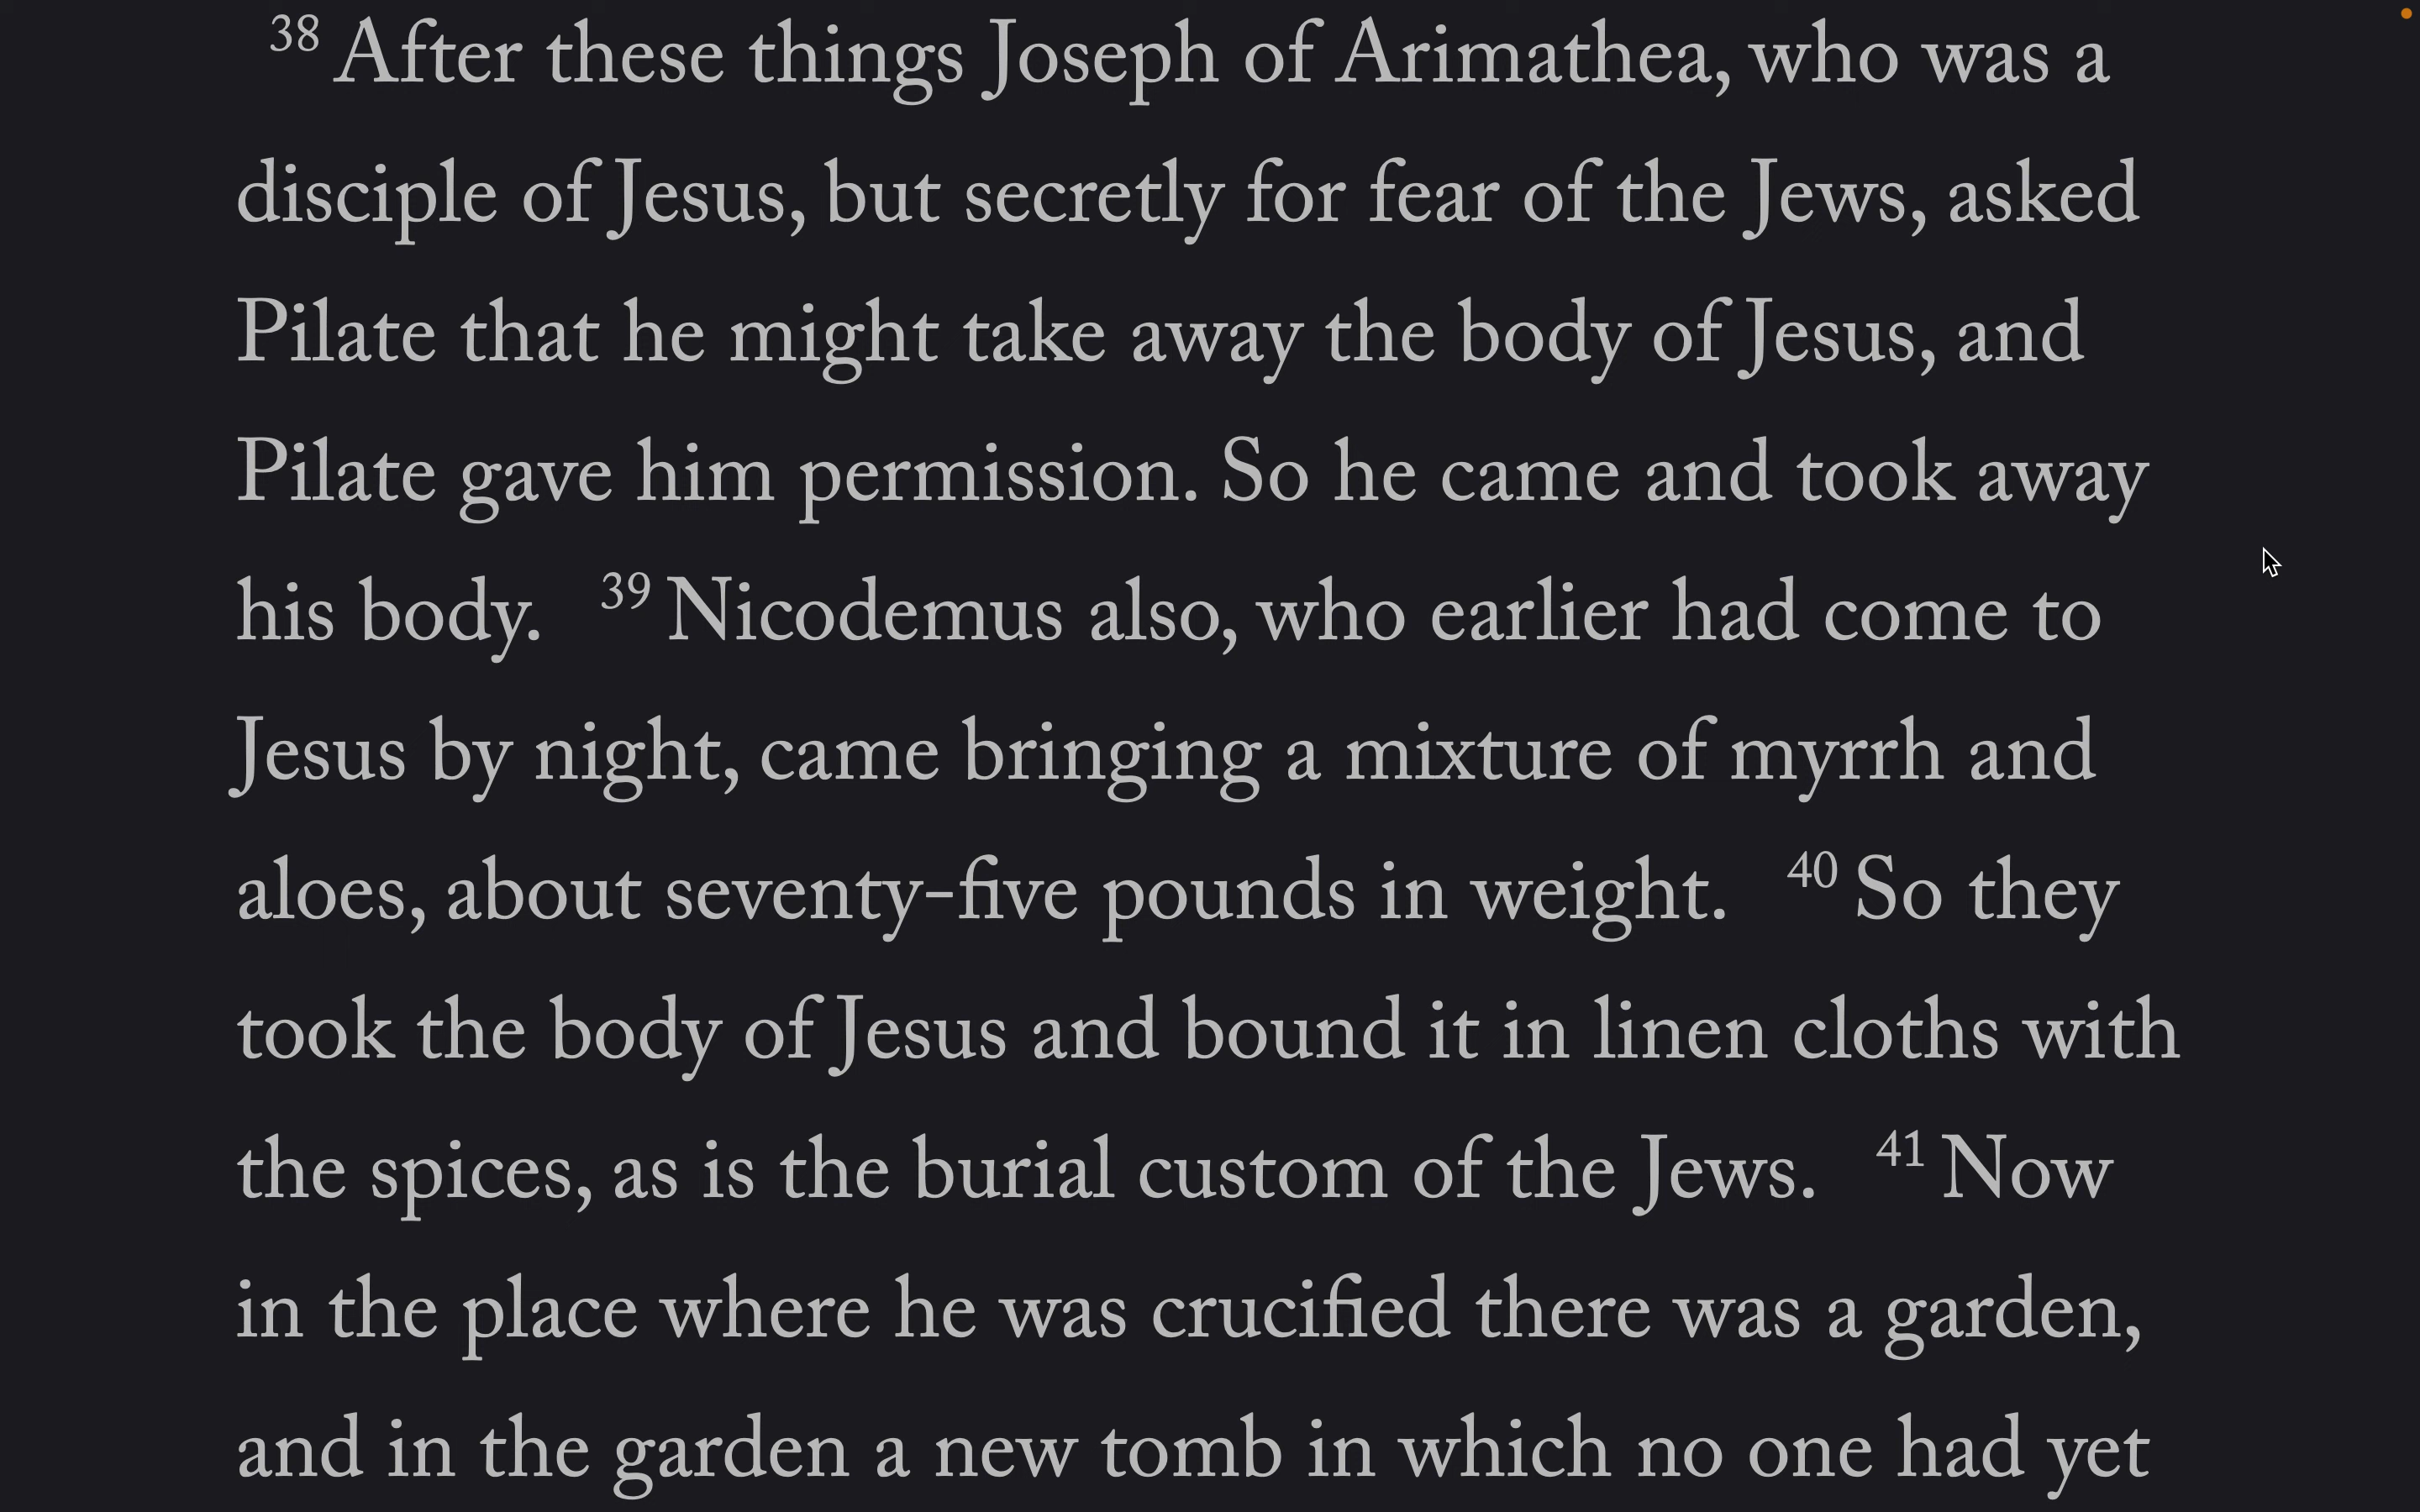 38 After these things Joseph of Arimathea, who was a
disciple of Jesus, but secretly for fear of the Jews, asked
Pilate that he might take away the body of Jesus, and
Pilate gave him permission. So he came and took away
his body. 39 Nicodemus also, who earlier had come to
Jesus by night, came bringing a mixture of myrrh and
aloes, about seventy-five pounds in weight. 40 So they
took the body of Jesus and bound it in linen cloths with
the spices, as is the burial custom of the Jews. 41 Now
in the place where he was crucified there was a garden,
and in the garden a new tomb in which no one had yet